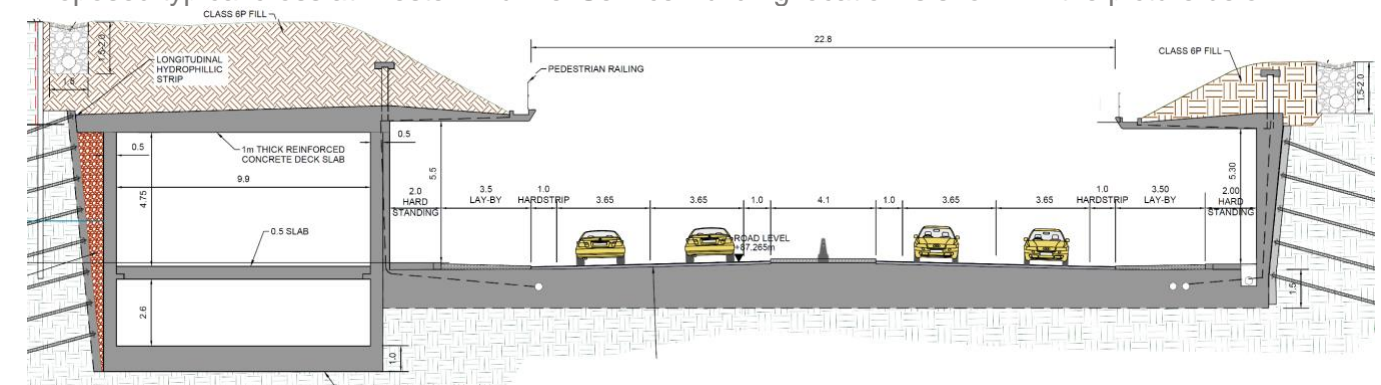 CLASS 6P FILL
22.8
CLASS 6P FILL
1.5-2.0
1.5
LONGITUDINAL
HYDROPHILLIC
STRIP
PEDESTRIAN RAILING
1.5-2.0
0.5
1m THICK REINFORCED
CONCRETE DECK SLAB
0.5
9.9
4.75
5.5
5.30
2.0
HARD
STANDING
3.5
LAY-BY
1.0
HARDSTRIP
3.65
3.65
1.0
4.1
1.0
3.65
3.65
1.0
HARDSTRIP
3.50
LAY-BY
2.00
HARD
STANDING
0.5 SLAB
ROAD LEVEL
+87.265m
2.6
1.0
1.5